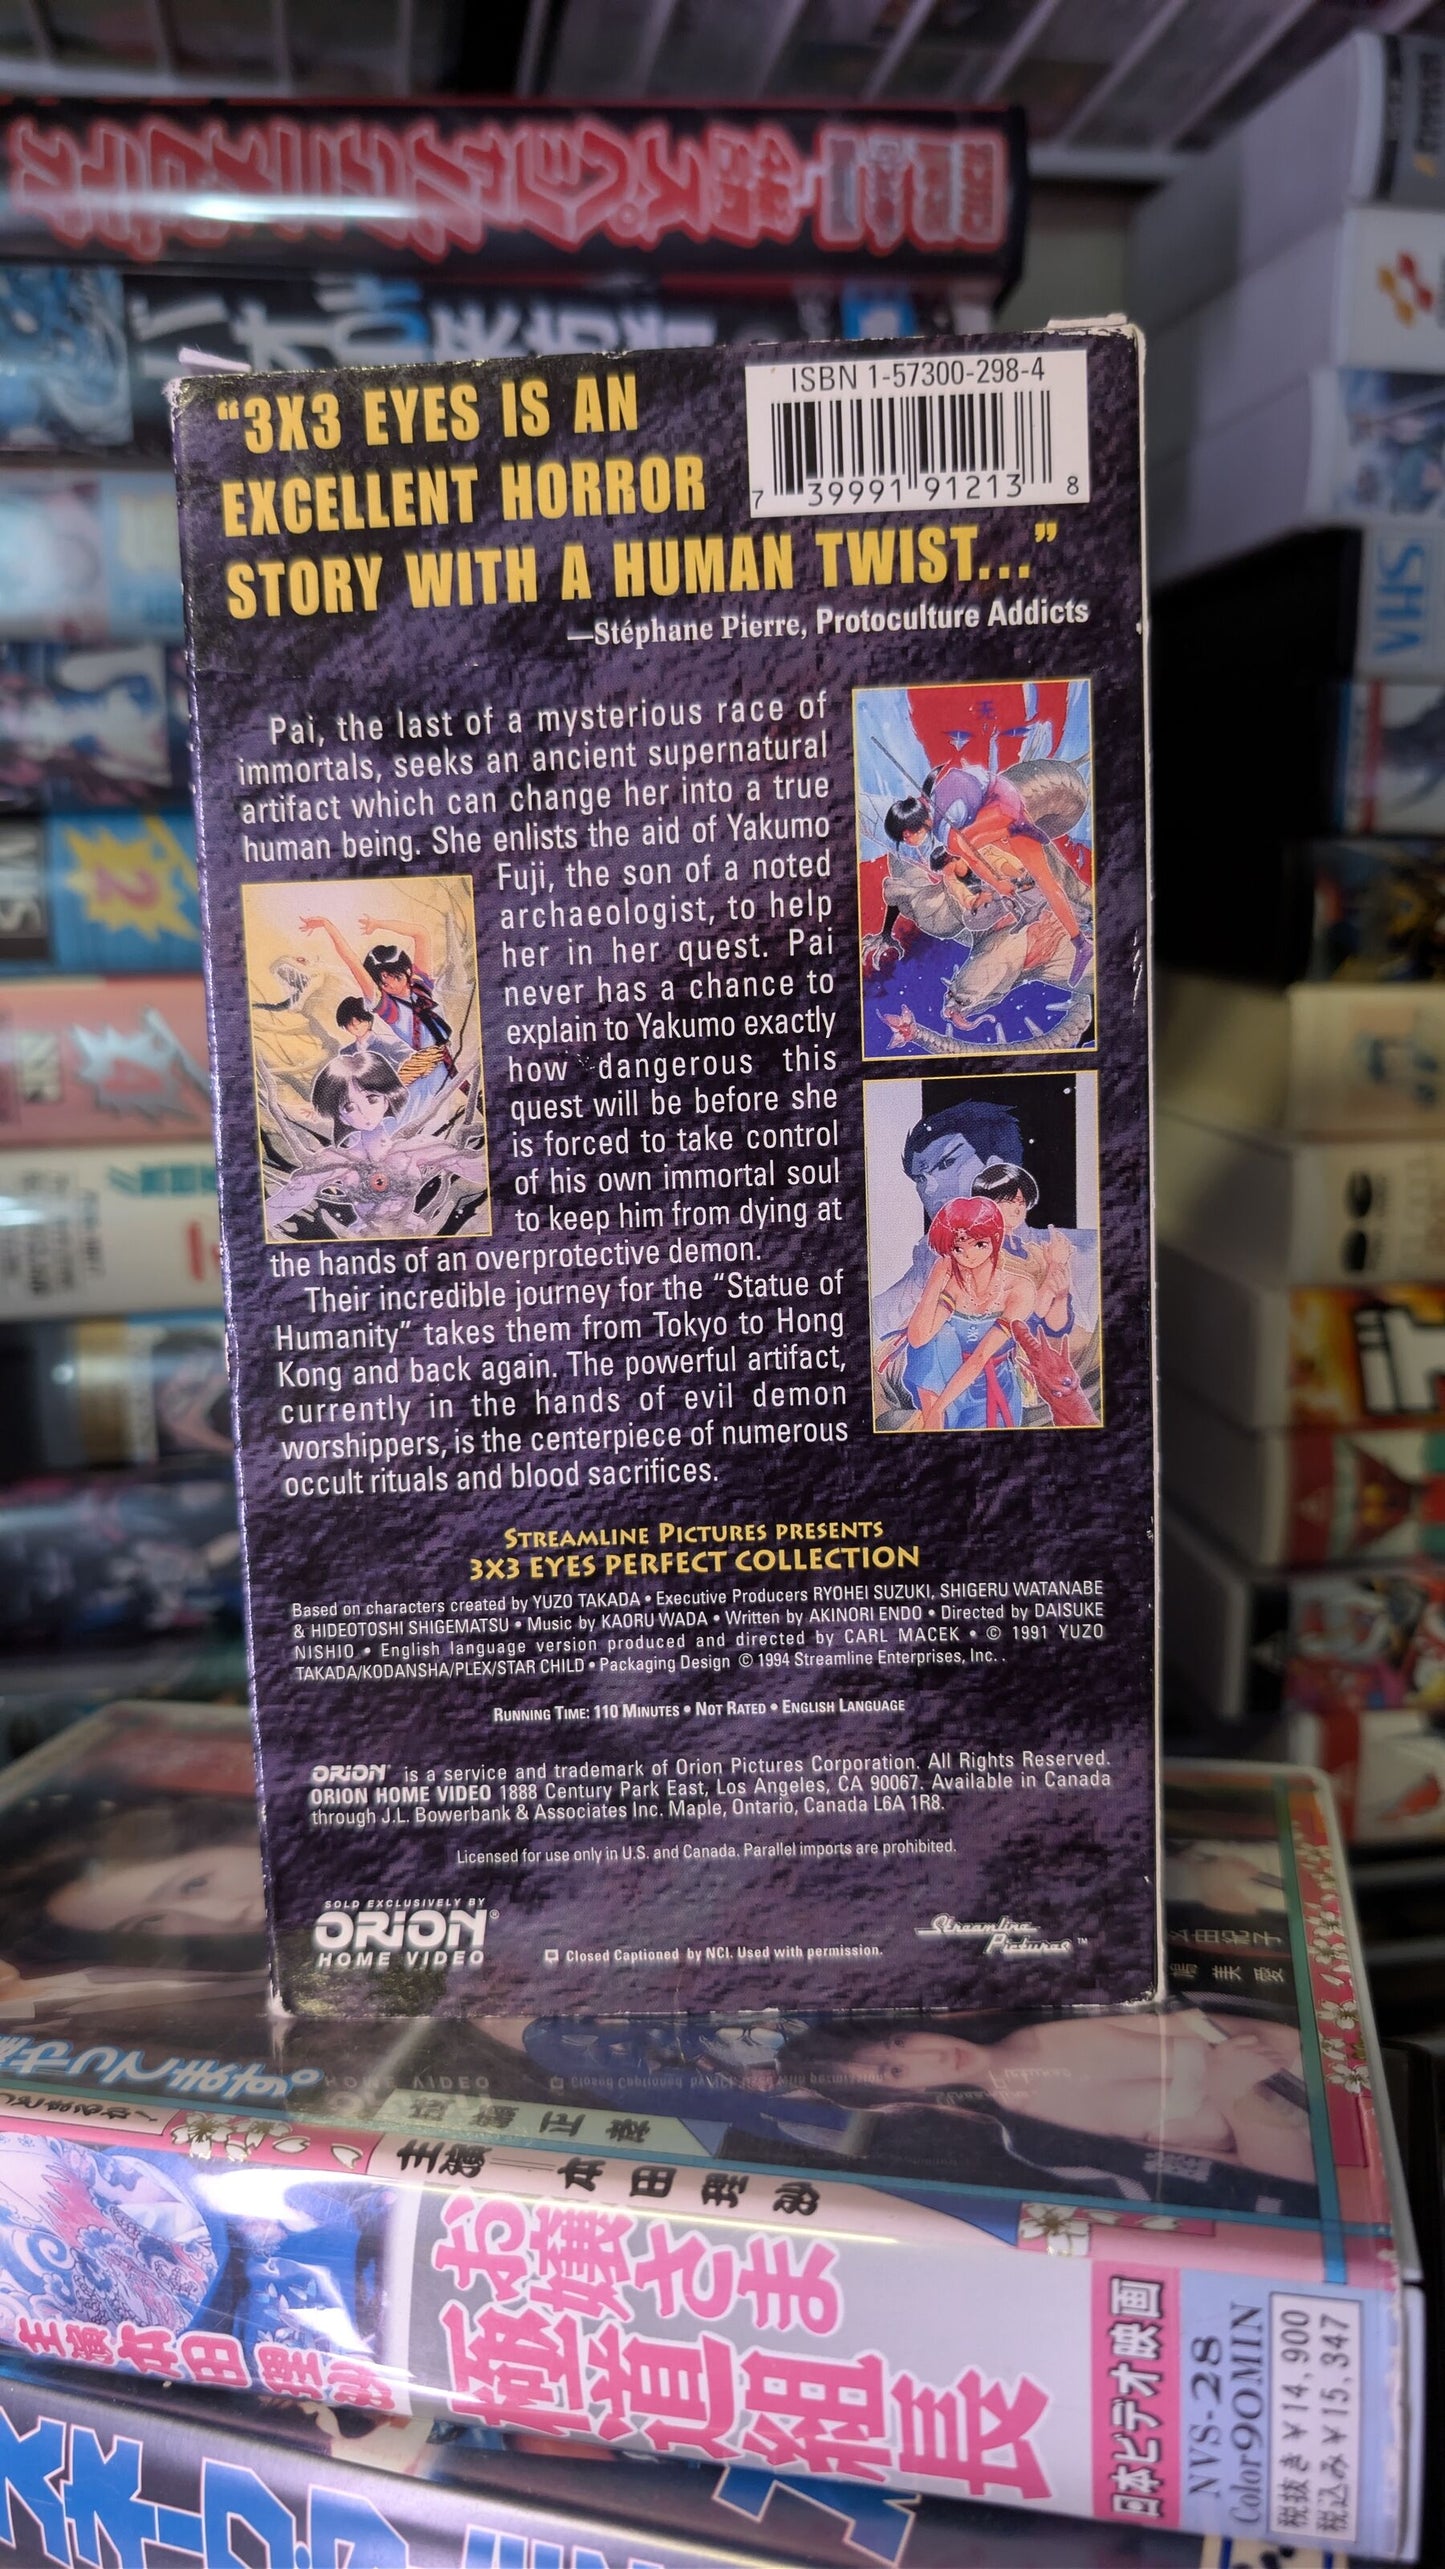 “3X3 EYES IS AN
EXCELLENT HORROR
STORY WITH A HUMAN TWIST...”
—Stéphane Pierre, Protoculture Addicts
ISBN 1-57300-298-4
7 39991 91213 8
Pai, the last of a mysterious race of
immortals, seeks an ancient supernatural
artifact which can change her into a true
human being. She enlists the aid of Yakumo
Fuji, the son of a noted
archaeologist, to help
her in her quest. Pai
never has a chance to
explain to Yakumo exactly
how dangerous this
quest will be before she
is forced to take control
of his own immortal soul
to keep him from dying at
the hands of an overprotective demon.
Their incredible journey for the “Statue of
Humanity” takes them from Tokyo to Hong
Kong and back again. The powerful artifact,
currently in the hands of evil demon
worshippers, is the centerpiece of numerous
occult rituals and blood sacrifices.
STREAMLINE PICTURES PRESENTS
3X3 EYES PERFECT COLLECTION
Based on characters created by YUZO TAKADA • Executive Producers RYOHEI SUZUKI, SHIGERU WATANABE
& HIDEOTOSHI SHIGEMATSU • Music by KAORU WADA • Written by AKINORI ENDO • Directed by DAISUKE
NISHIO • English language version produced and directed by CARL MACEK • © 1991 YUZO
TAKADA/KODANSHA/PLEX/STAR CHILD • Packaging Design © 1994 Streamline Enterprises, Inc. .
RUNNING TIME: 110 MINUTES • NOT RATED • ENGLISH LANGUAGE
ORION® is a service and trademark of Orion Pictures Corporation. All Rights Reserved.
ORION HOME VIDEO 1888 Century Park East, Los Angeles, CA 90067. Available in Canada
through J.L. Bowerbank & Associates Inc. Maple, Ontario, Canada L6A 1R8.
Licensed for use only in U.S. and Canada. Parallel imports are prohibited.
SOLD EXCLUSIVELY BY
ORION®
HOME VIDEO
Closed Captioned by NCI. Used with permission.
Streamline
Pictures™
VHS
主演 本田理沙
お嬢さま
極道組長
主演 本田理沙
日本ビデオ映画
NVS-28
Color90MIN
税抜き¥14,900
税込み¥15,347